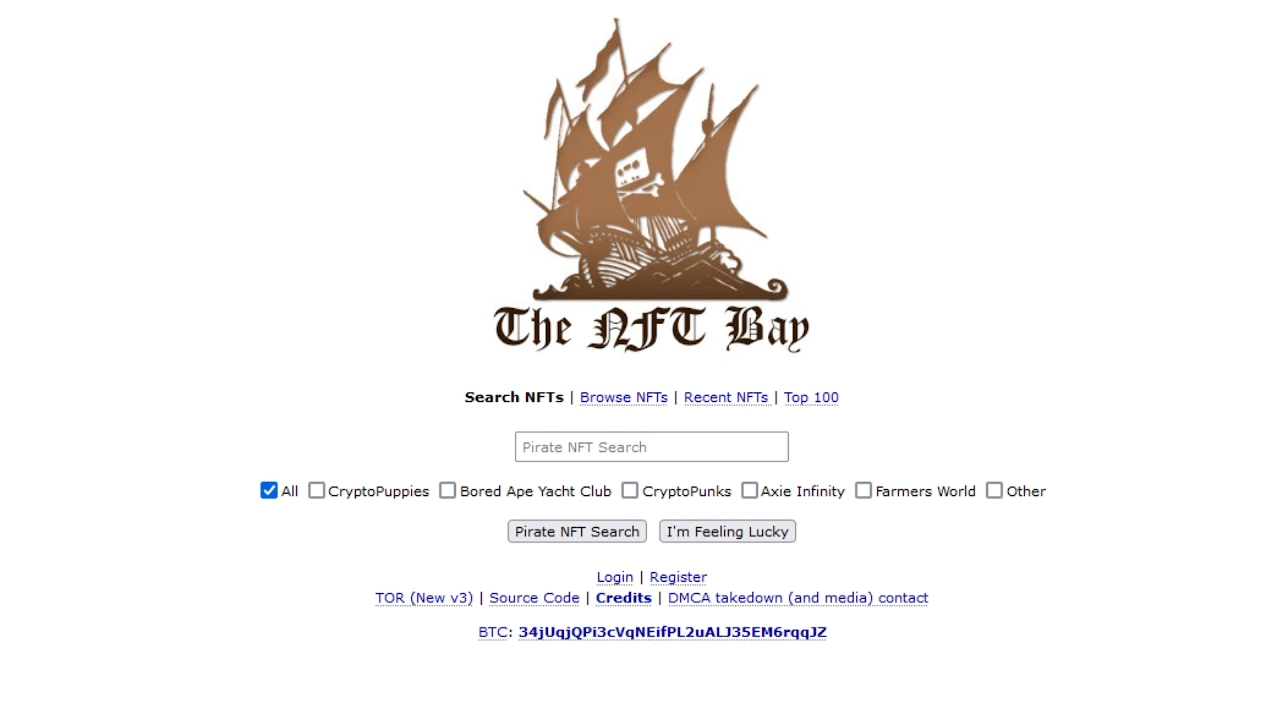 The NFT Bay
Search NFTs | Browse NFTs | Recent NFTs | Top 100
Pirate NFT Search
All CryptoPuppies Bored Ape Yacht Club CryptoPunks Axie Infinity Farmers World Other
Pirate NFT Search I'm Feeling Lucky
Login | Register
TOR (New v3) | Source Code | Credits | DMCA takedown (and media) contact
BTC: 34jUqjQPi3cVqNEifPL2uALJ35EM6rqqJZ